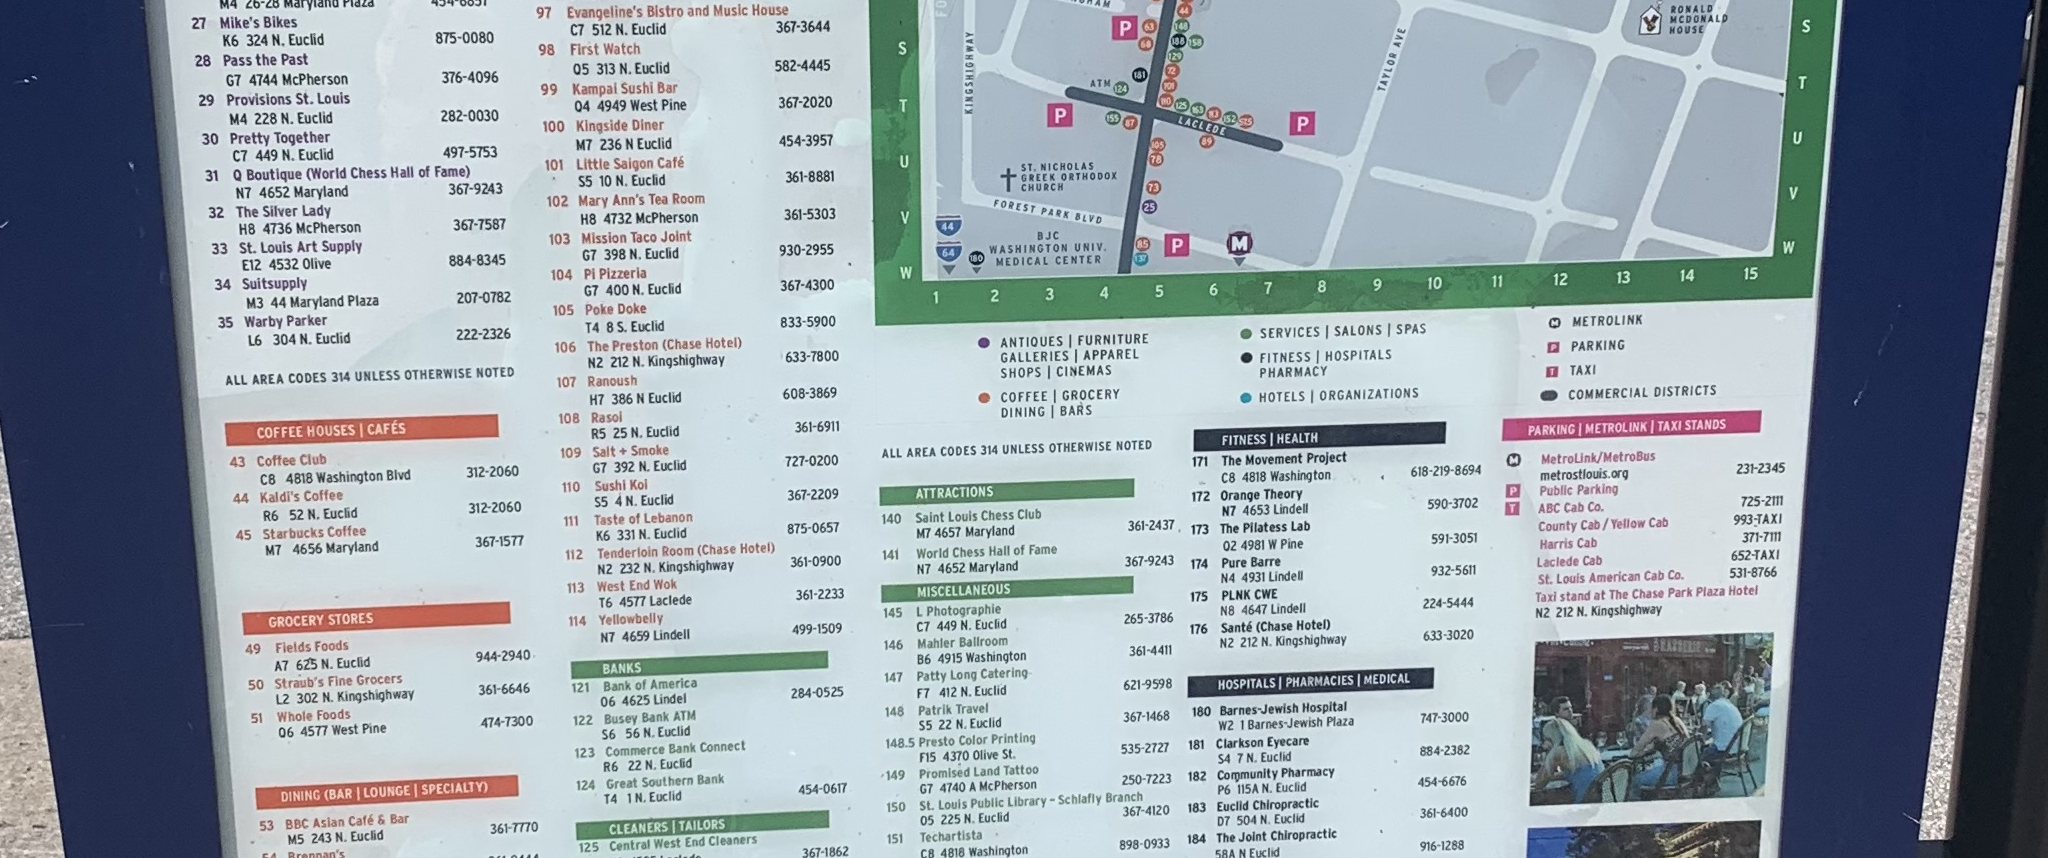 M4 26-28 Maryland Plaza 454-6851
27 Mike's Bikes
K6 324 N. Euclid 875-0080
28 Pass the Past
G7 4744 McPherson 376-4096
29 Provisions St. Louis
M4 228 N. Euclid 282-0030
30 Pretty Together
C7 449 N. Euclid 497-5753
31 Q Boutique (World Chess Hall of Fame)
N7 4652 Maryland 367-9243
32 The Silver Lady
H8 4736 McPherson 367-7587
33 St. Louis Art Supply
E12 4532 Olive 884-8345
34 Suitsupply
M3 44 Maryland Plaza 207-0782
35 Warby Parker
L6 304 N. Euclid 222-2326
ALL AREA CODES 314 UNLESS OTHERWISE NOTED
COFFEE HOUSES | CAFÉS
43 Coffee Club
C8 4818 Washington Blvd 312-2060
44 Kaldi's Coffee
R6 52 N. Euclid 312-2060
45 Starbucks Coffee
M7 4656 Maryland 367-1577
GROCERY STORES
49 Fields Foods
A7 625 N. Euclid 944-2940
50 Straub's Fine Grocers
L2 302 N. Kingshighway 361-6646
51 Whole Foods
Q6 4577 West Pine 474-7300
DINING (BAR | LOUNGE | SPECIALTY)
53 BBC Asian Café & Bar
M5 243 N. Euclid 361-7770
54 Brennan's
97 Evangeline's Bistro and Music House
C7 512 N. Euclid 367-3644
98 First Watch
O5 313 N. Euclid 582-4445
99 Kampai Sushi Bar
Q4 4949 West Pine 367-2020
100 Kingside Diner
M7 236 N Euclid 454-3957
101 Little Saigon Café
S5 10 N. Euclid 361-8881
102 Mary Ann's Tea Room
H8 4732 McPherson 361-5303
103 Mission Taco Joint
G7 398 N. Euclid 930-2955
104 Pi Pizzeria
G7 400 N. Euclid 367-4300
105 Poke Doke
T4 8 S. Euclid 833-5900
106 The Preston (Chase Hotel)
N2 212 N. Kingshighway 633-7800
107 Ranoush
H7 386 N Euclid 608-3869
108 Rasoi
R5 25 N. Euclid 361-6911
109 Salt + Smoke
G7 392 N. Euclid 727-0200
110 Sushi Koi
S5 4 N. Euclid 367-2209
111 Taste of Lebanon
K6 331 N. Euclid 875-0657
112 Tenderloin Room (Chase Hotel)
N2 232 N. Kingshighway 361-0900
113 West End Wok
T6 4577 Laclede 361-2233
114 Yellowbelly
N7 4659 Lindell 499-1509
BANKS
121 Bank of America
O6 4625 Lindel 284-0525
122 Busey Bank ATM
S6 56 N. Euclid
123 Commerce Bank Connect
R6 22 N. Euclid
124 Great Southern Bank
T4 1 N. Euclid 454-0617
CLEANERS | TAILORS
125 Central West End Cleaners
367-1862
S
T
U
V
W
KINGSHIGHWAY
P
ATM
P
LACLEDE
P
TAYLOR AVE
RONALD
MCDONALD
HOUSE
S
T
U
V
W
ST. NICHOLAS
GREEK ORTHODOX
CHURCH
FOREST PARK BLVD
44
64
180
BJC
WASHINGTON UNIV.
MEDICAL CENTER
P
M
63
148
188
158
129
181
124
72
101
110
125
163
113
152
155
87
89
105
78
73
25
85
137
1 2 3 4 5 6 7 8 9 10 11 12 13 14 15
ANTIQUES | FURNITURE
GALLERIES | APPAREL
SHOPS | CINEMAS
COFFEE | GROCERY
DINING | BARS
SERVICES | SALONS | SPAS
FITNESS | HOSPITALS
PHARMACY
HOTELS | ORGANIZATIONS
M METROLINK
P PARKING
T TAXI
COMMERCIAL DISTRICTS
ALL AREA CODES 314 UNLESS OTHERWISE NOTED
ATTRACTIONS
140 Saint Louis Chess Club
M7 4657 Maryland 361-2437
141 World Chess Hall of Fame
N7 4652 Maryland 367-9243
MISCELLANEOUS
145 L Photographie
C7 449 N. Euclid 265-3786
146 Mahler Ballroom
B6 4915 Washington 361-4411
147 Patty Long Catering
F7 412 N. Euclid 621-9598
148 Patrik Travel
S5 22 N. Euclid 367-1468
148.5 Presto Color Printing
F15 4370 Olive St. 535-2727
149 Promised Land Tattoo
G7 4740 A McPherson 250-7223
150 St. Louis Public Library - Schlafly Branch
O5 225 N. Euclid 367-4120
151 Techartista
C8 4818 Washington 898-0933
FITNESS | HEALTH
171 The Movement Project
C8 4818 Washington 618-219-8694
172 Orange Theory
N7 4653 Lindell 590-3702
173 The Pilatess Lab
Q2 4981 W Pine 591-3051
174 Pure Barre
N4 4931 Lindell 932-5611
175 PLNK CWE
N8 4647 Lindell 224-5444
176 Santé (Chase Hotel)
N2 212 N. Kingshighway 633-3020
HOSPITALS | PHARMACIES | MEDICAL
180 Barnes-Jewish Hospital
W2 1 Barnes-Jewish Plaza 747-3000
181 Clarkson Eyecare
S4 7 N. Euclid 884-2382
182 Community Pharmacy
P6 115A N. Euclid 454-6676
183 Euclid Chiropractic
D7 504 N. Euclid 361-6400
184 The Joint Chiropractic
58A N Euclid 916-1288
PARKING | METROLINK | TAXI STANDS
M MetroLink/MetroBus
metrostlouis.org 231-2345
P Public Parking
T ABC Cab Co. 725-2111
County Cab / Yellow Cab 993-TAXI
Harris Cab 371-7111
Laclede Cab 652-TAXI
St. Louis American Cab Co. 531-8766
Taxi stand at The Chase Park Plaza Hotel
N2 212 N. Kingshighway
BRASSERIE